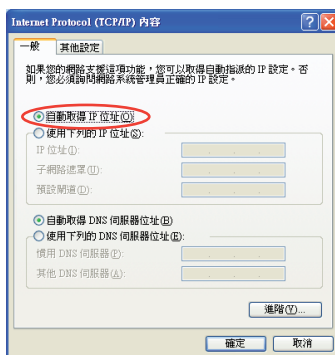 Internet Protocol (TCP/IP) 內容
一般 其他設定
如果您的網路支援這項功能，您可以取得自動指派的 IP 設定。否
則，您必須詢問網路系統管理員正確的 IP 設定。
自動取得 IP 位址(O)
使用下列的 IP 位址(S):
IP 位址(I):
子網路遮罩(U):
預設閘道(D):
自動取得 DNS 伺服器位址(B)
使用下列的 DNS 伺服器位址(E):
慣用 DNS 伺服器(P):
其他 DNS 伺服器(A):
進階(V)...
確定 取消